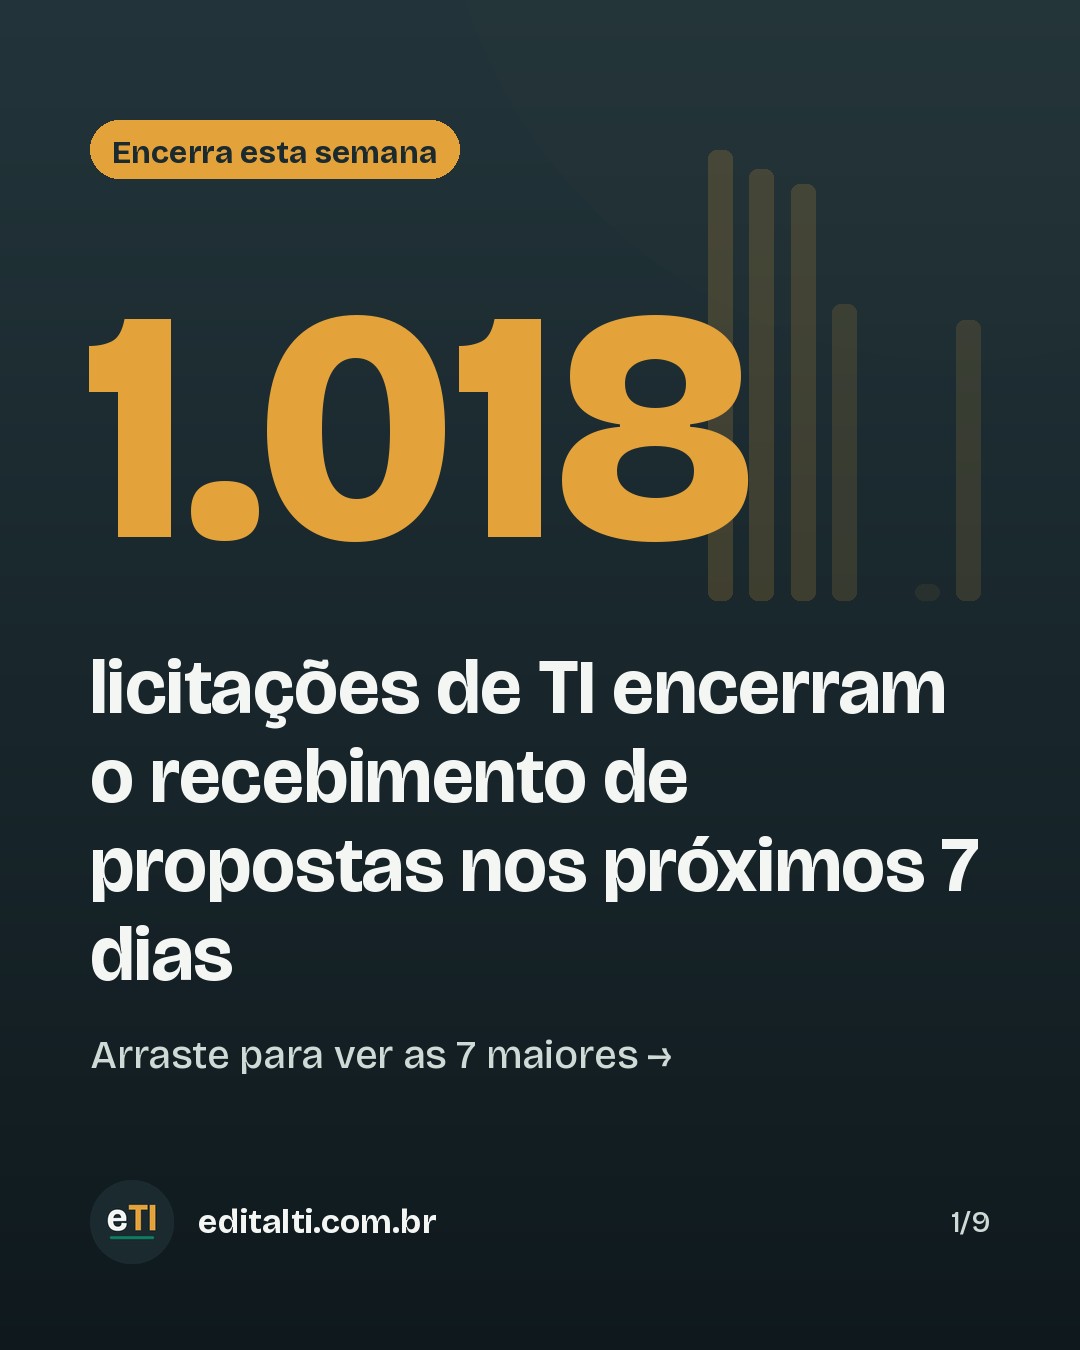 Encerra esta semana
1.018
licitações de TI encerram
o recebimento de
propostas nos próximos 7
dias
Arraste para ver as 7 maiores →
eTI
editalti.com.br
1/9